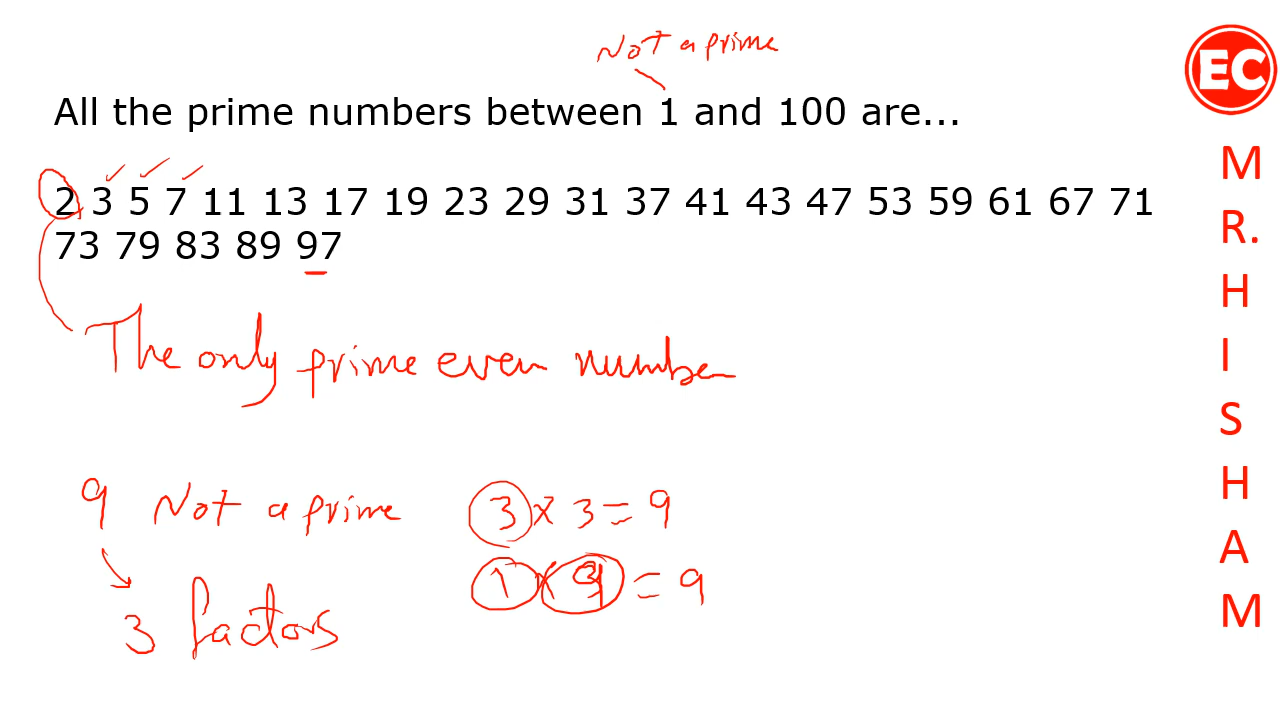 Not a prime
All the prime numbers between 1 and 100 are...
2, 3 5 7 11 13 17 19 23 29 31 37 41 43 47 53 59 61 67 71
73 79 83 89 97
The only prime even number
9 Not a prime 3 x 3 = 9
1 x 9 = 9
3 factors
EC
MR.HISHAM